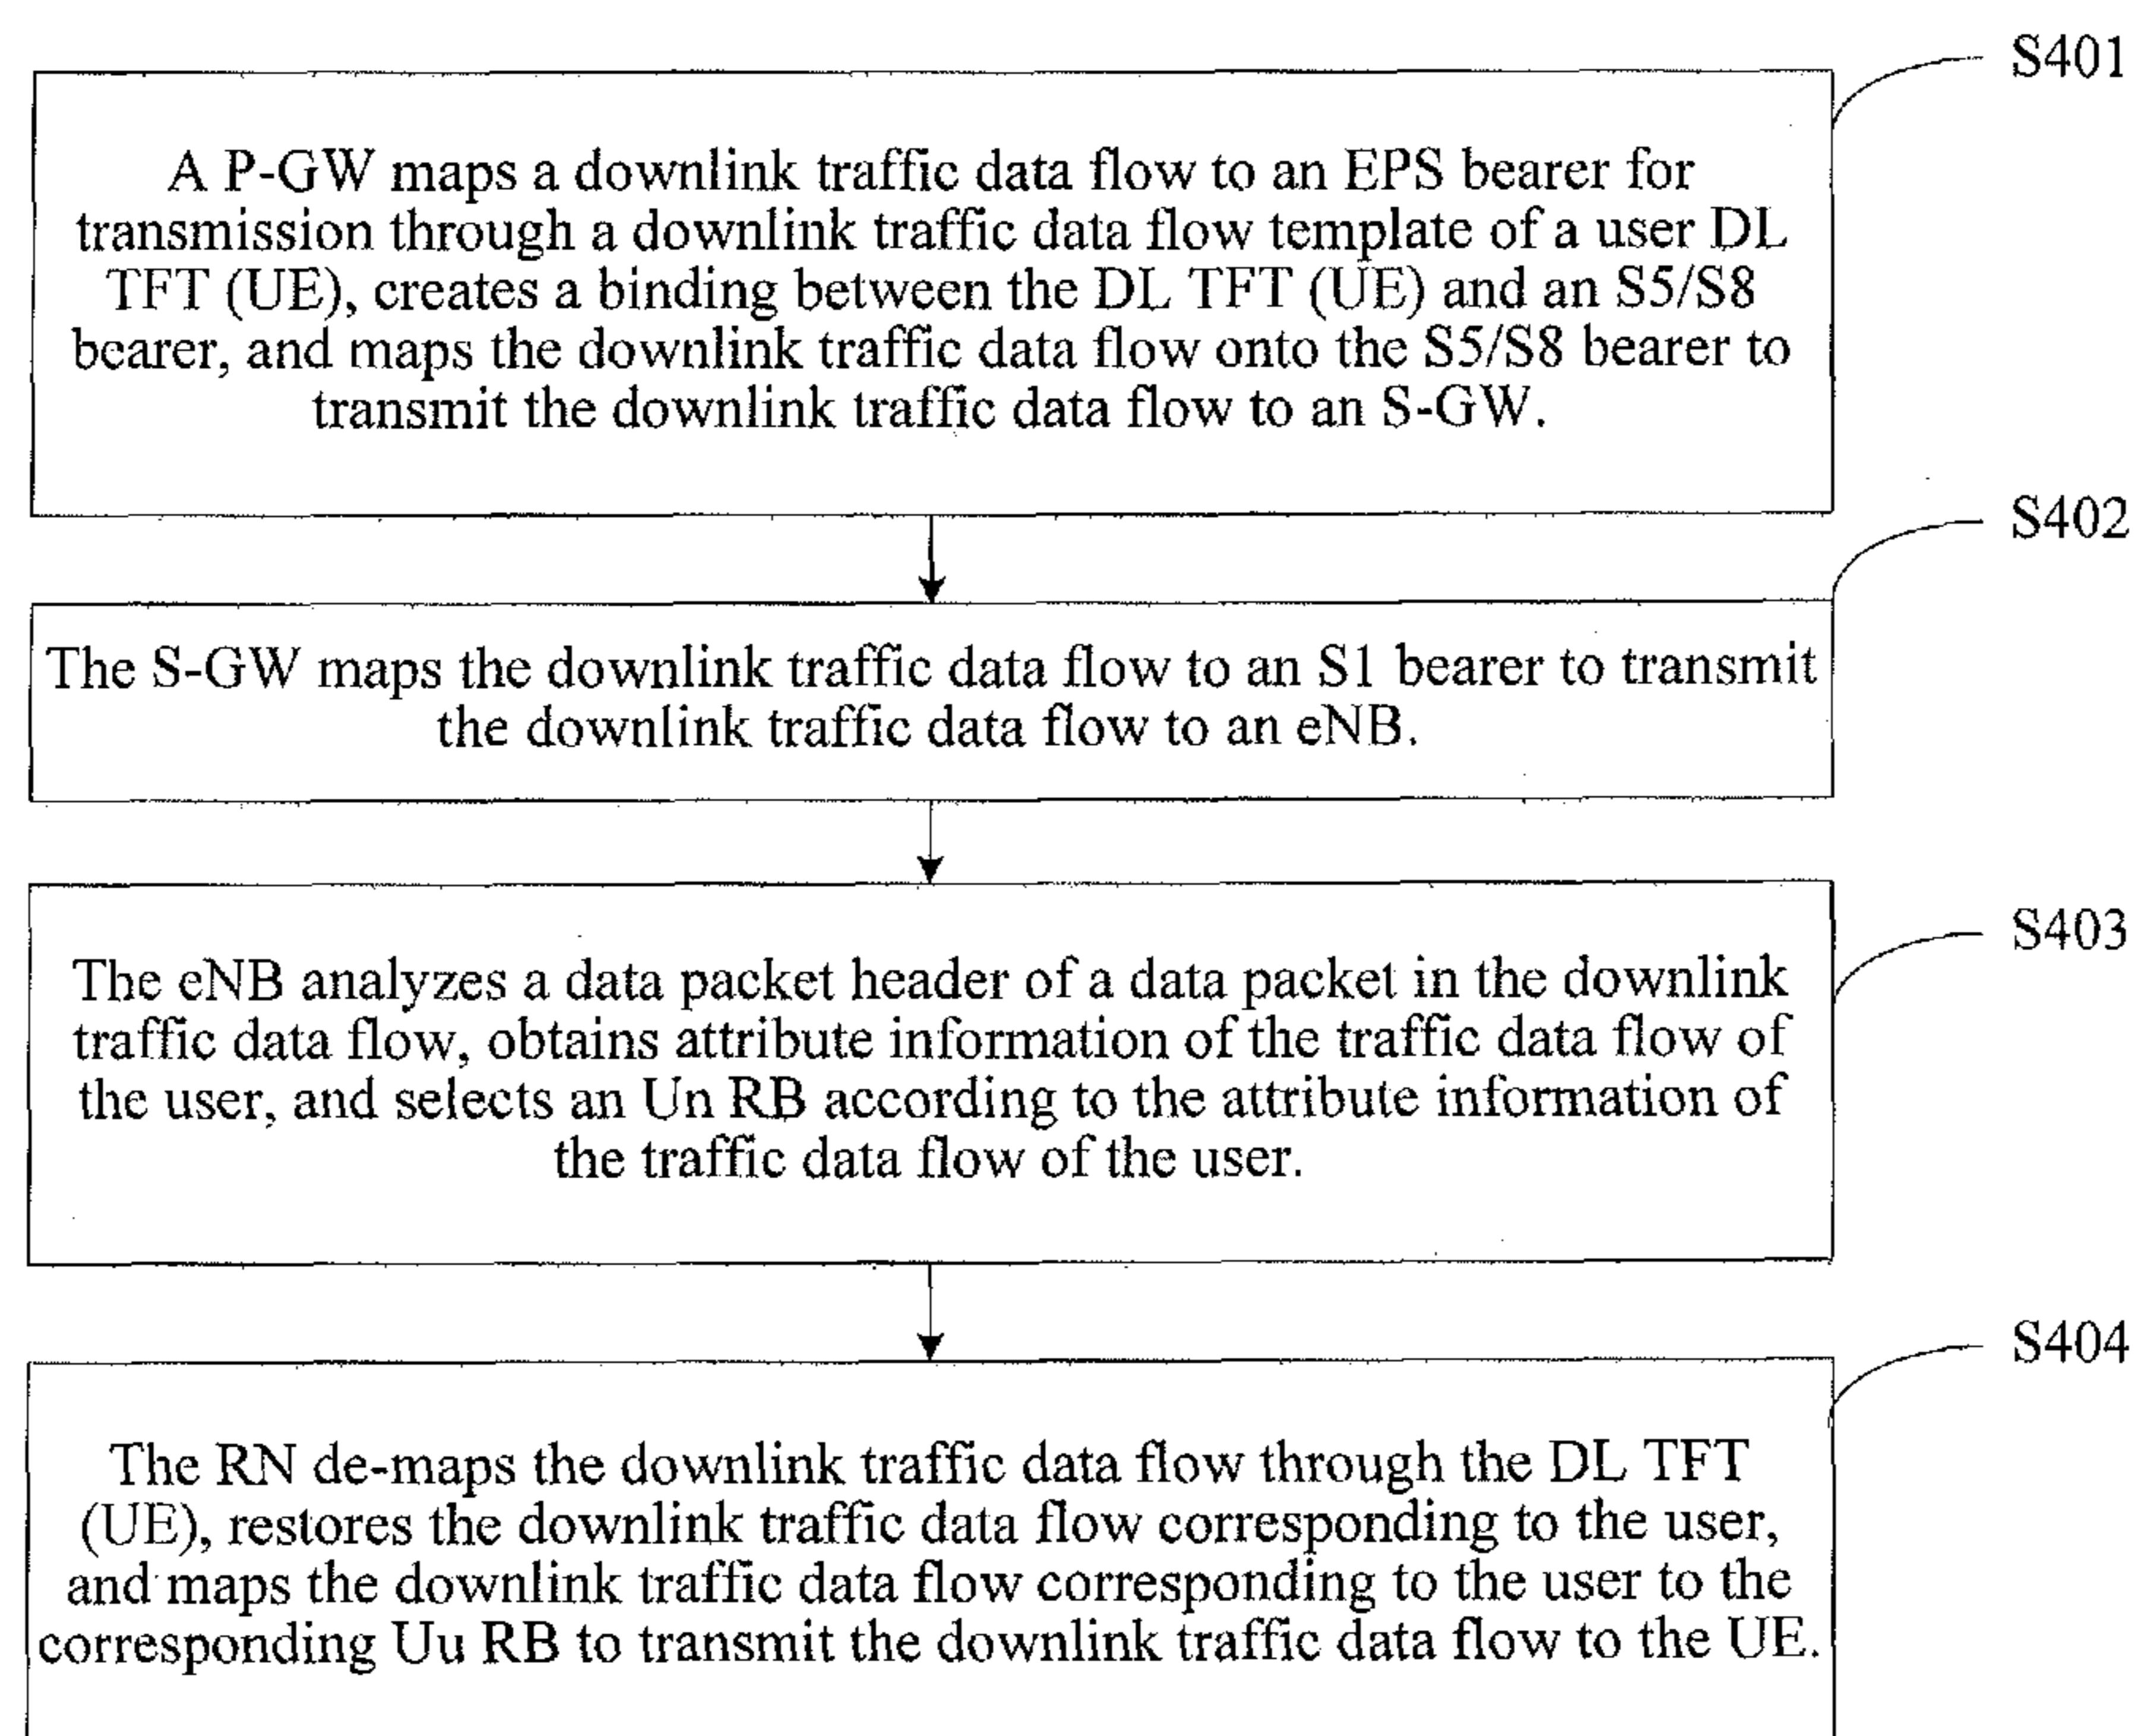 S401
A P-GW maps a downlink traffic data flow to an EPS bearer for
transmission through a downlink traffic data flow template of a user DL
TFT (UE), creates a binding between the DL TFT (UE) and an S5/S8
bearer, and maps the downlink traffic data flow onto the S5/S8 bearer to
transmit the downlink traffic data flow to an S-GW.
S402
The S-GW maps the downlink traffic data flow to an S1 bearer to transmit
the downlink traffic data flow to an eNB.
S403
The eNB analyzes a data packet header of a data packet in the downlink
traffic data flow, obtains attribute information of the traffic data flow of
the user, and selects an Un RB according to the attribute information of
the traffic data flow of the user.
S404
The RN de-maps the downlink traffic data flow through the DL TFT
(UE), restores the downlink traffic data flow corresponding to the user,
and maps the downlink traffic data flow corresponding to the user to the
corresponding Uu RB to transmit the downlink traffic data flow to the UE.